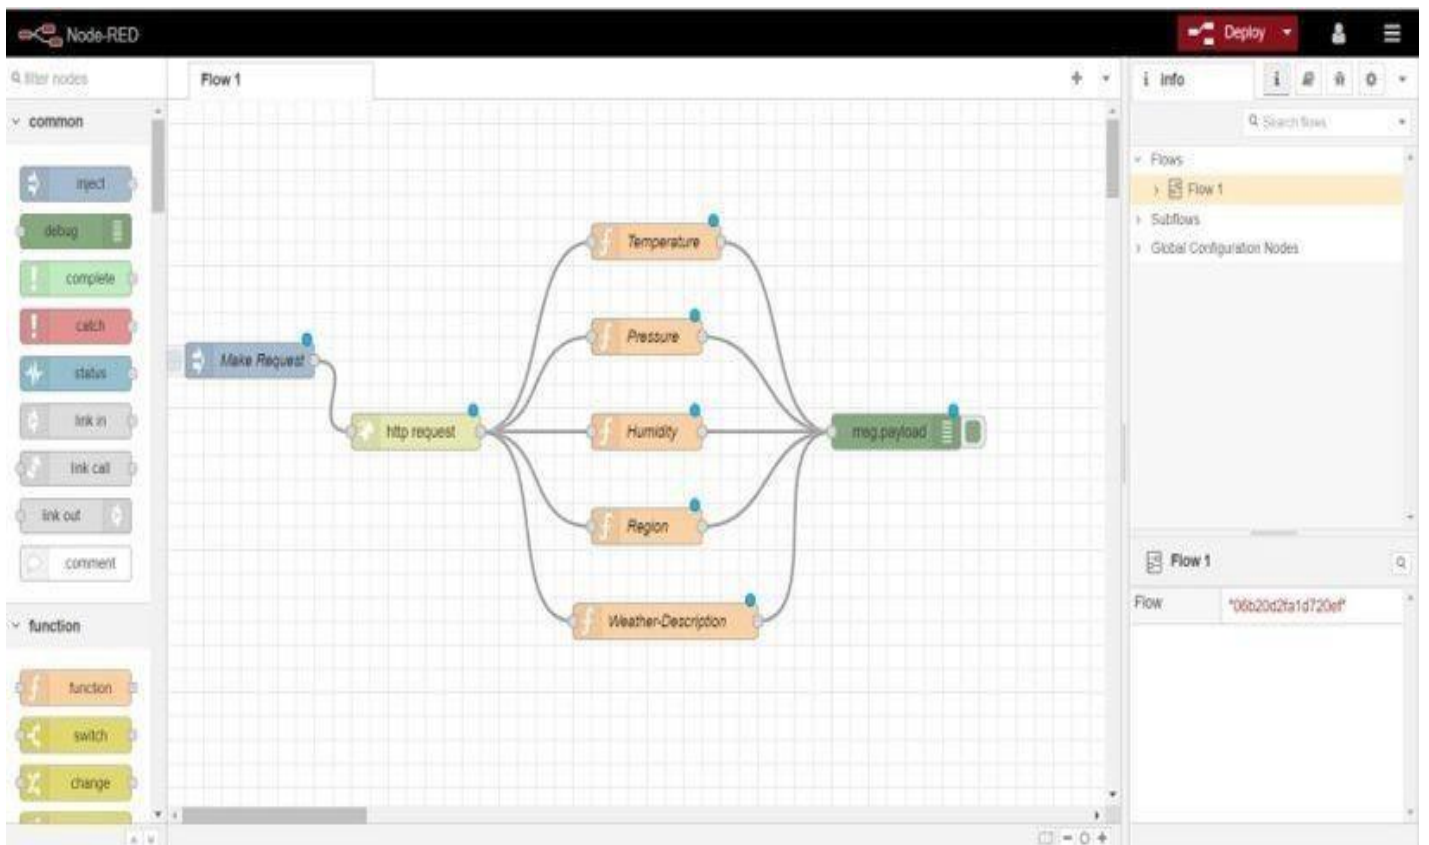 Node-RED
Deploy
filter nodes
Flow 1
i Info
Search flows
common
inject
debug
complete
catch
status
link in
link call
link out
comment
function
function
switch
change
Make Request
http request
Temperature
Pressure
Humidity
Region
Weather-Description
msg.payload
Flows
Flow 1
Subflows
Global Configuration Nodes
Flow 1
Flow "06b20d2fa1d720ef"